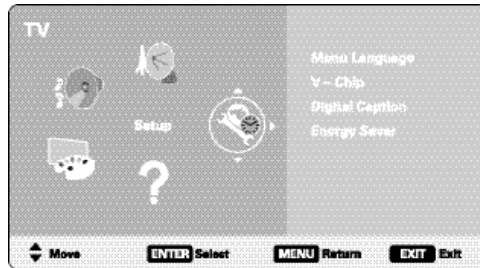 TV
Menu Language
V – Chip
Digital Caption
Energy Saver
Setup
?
Move ENTER Select MENU Return EXIT Exit